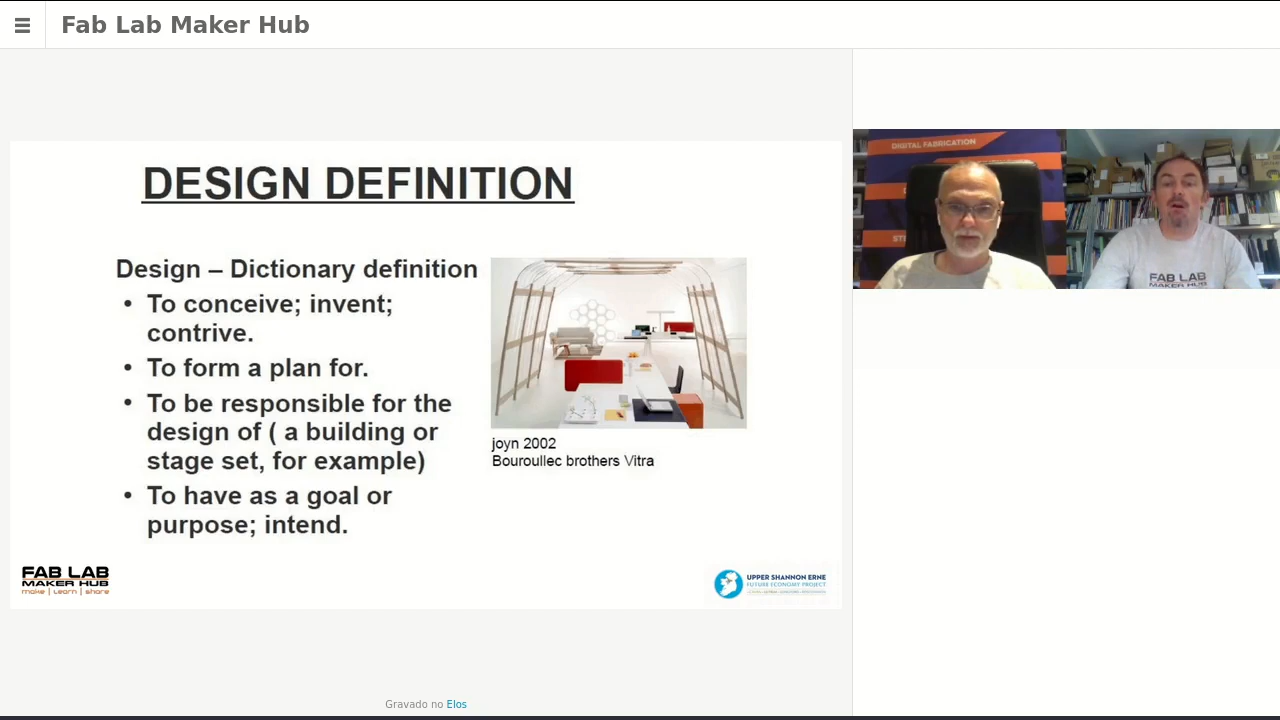 Fab Lab Maker Hub
DESIGN DEFINITION
Design – Dictionary definition
• To conceive; invent;
contrive.
• To form a plan for.
• To be responsible for the
design of ( a building or
stage set, for example)
• To have as a goal or
purpose; intend.
joyn 2002
Bouroullec brothers Vitra
FAB LAB
MAKER HUB
make | learn | share
UPPER SHANNON ERNE
FUTURE ECONOMY PROJECT
DIGITAL FABRICATION
FAB LAB
MAKER HUB
Gravado no Elos